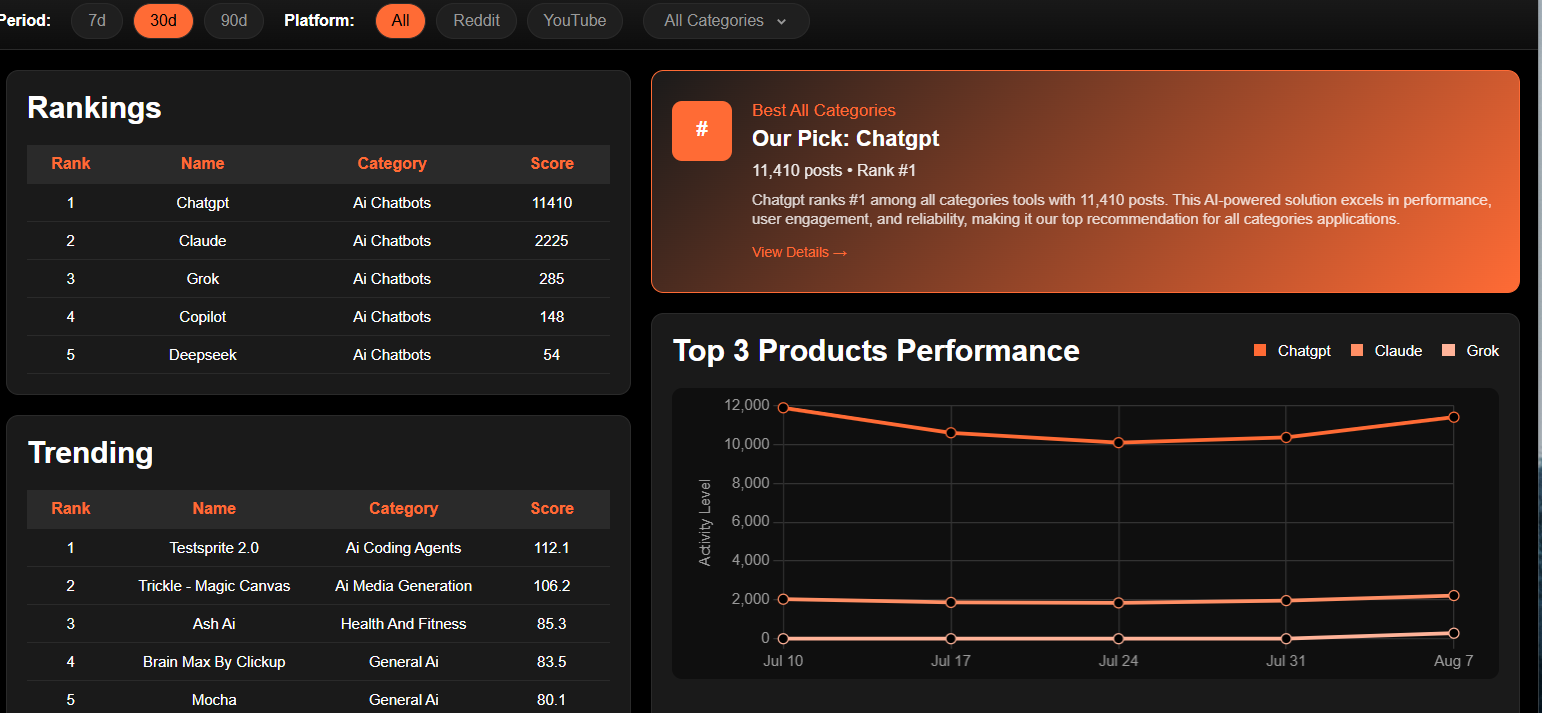 Period: 7d 30d 90d Platform: All Reddit YouTube All Categories
Rankings
Rank Name Category Score
1 Chatgpt Ai Chatbots 11410
2 Claude Ai Chatbots 2225
3 Grok Ai Chatbots 285
4 Copilot Ai Chatbots 148
5 Deepseek Ai Chatbots 54
Trending
Rank Name Category Score
1 Testsprite 2.0 Ai Coding Agents 112.1
2 Trickle - Magic Canvas Ai Media Generation 106.2
3 Ash Ai Health And Fitness 85.3
4 Brain Max By Clickup General Ai 83.5
5 Mocha General Ai 80.1
#
Best All Categories
Our Pick: Chatgpt
11,410 posts • Rank #1
Chatgpt ranks #1 among all categories tools with 11,410 posts. This AI-powered solution excels in performance,
user engagement, and reliability, making it our top recommendation for all categories applications.
View Details →
Top 3 Products Performance
Chatgpt Claude Grok
Activity Level
12,000
10,000
8,000
6,000
4,000
2,000
0
Jul 10 Jul 17 Jul 24 Jul 31 Aug 7